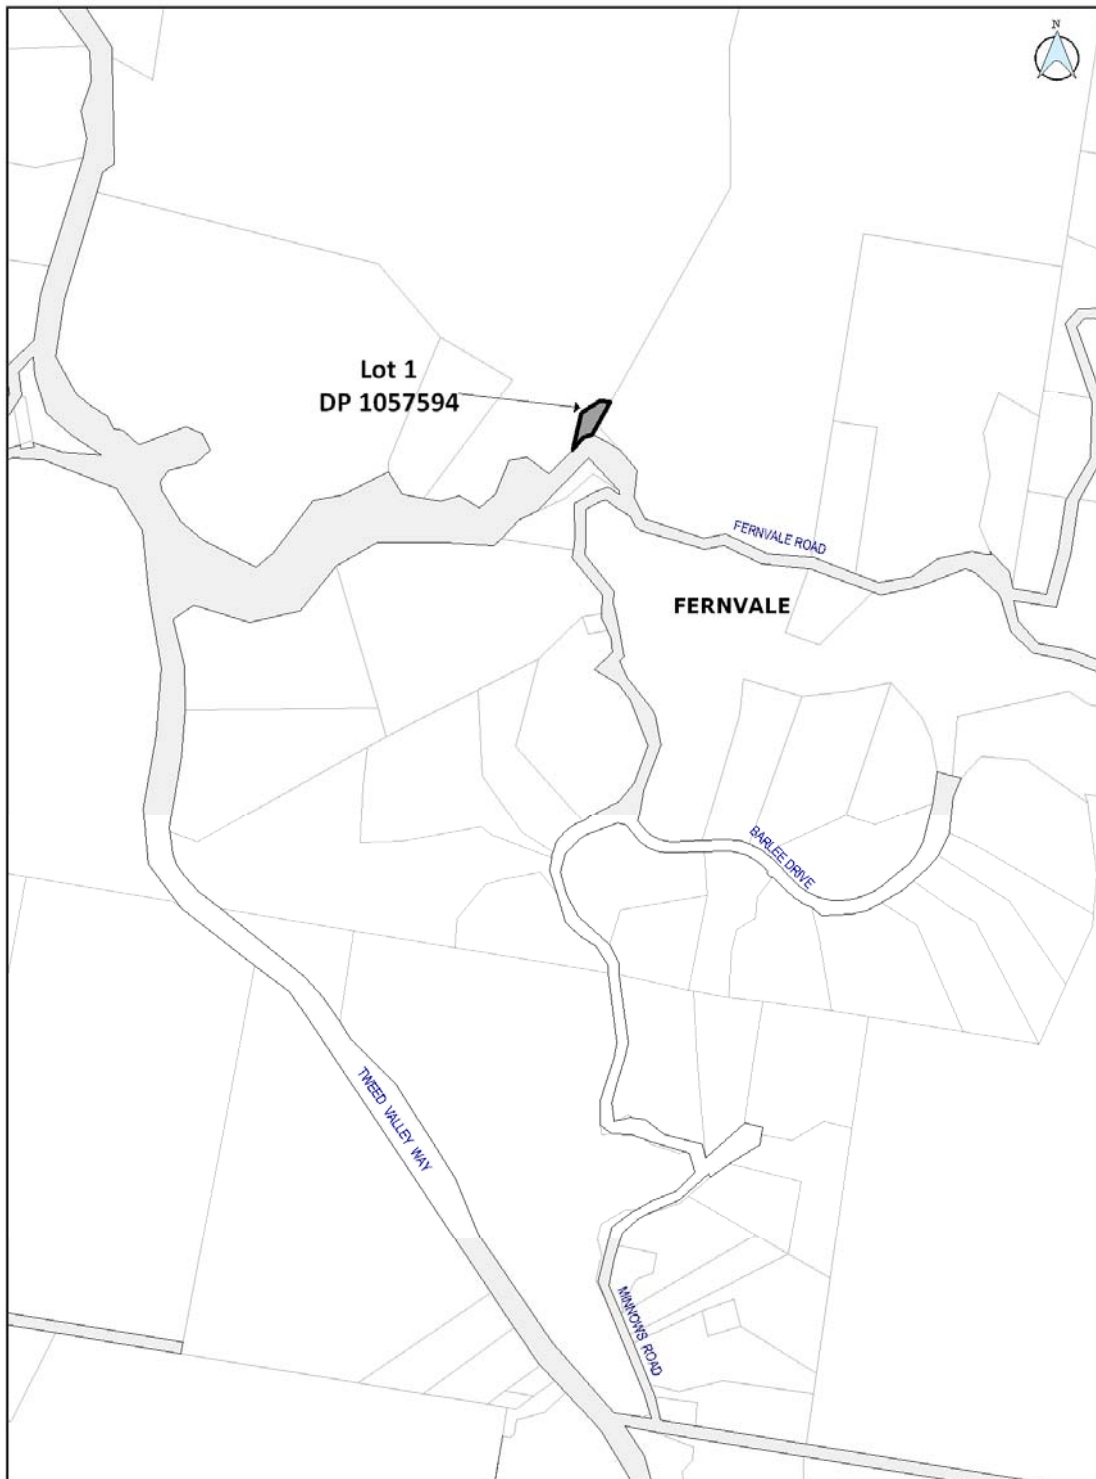 N
Lot 1
DP 1057594
FERNVALE ROAD
FERNVALE
BARLEE DRIVE
TWEED VALLEY WAY
MINNOWS ROAD